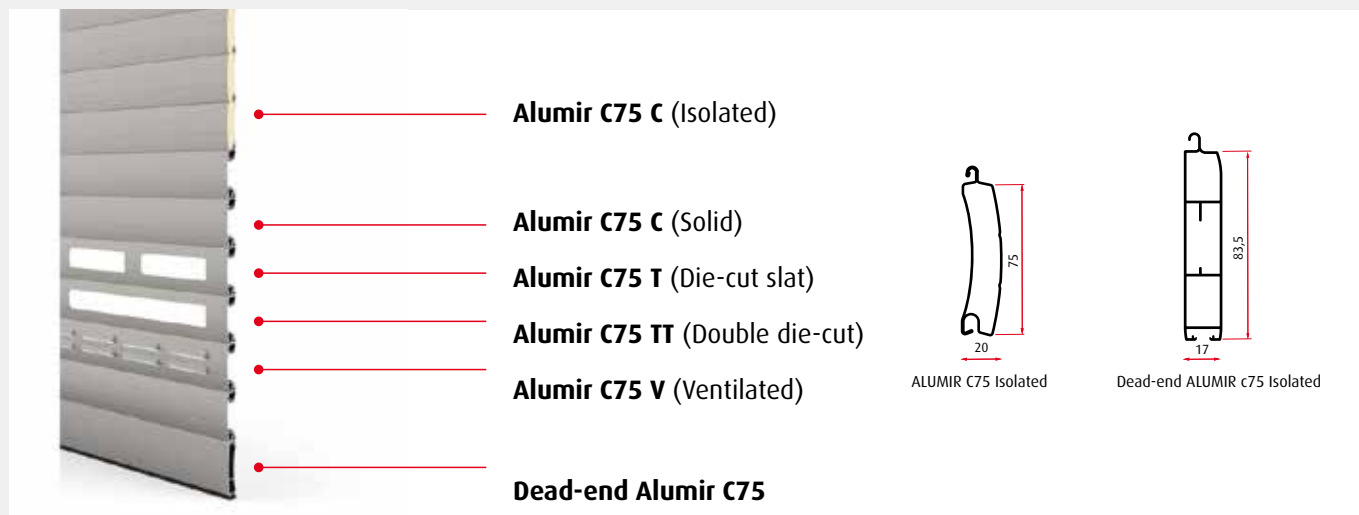 Alumir C75 C (Isolated)
Alumir C75 C (Solid)
Alumir C75 T (Die-cut slat)
Alumir C75 TT (Double die-cut)
Alumir C75 V (Ventilated)
Dead-end Alumir C75
75
20
ALUMIR C75 Isolated
83,5
17
Dead-end ALUMIR c75 Isolated